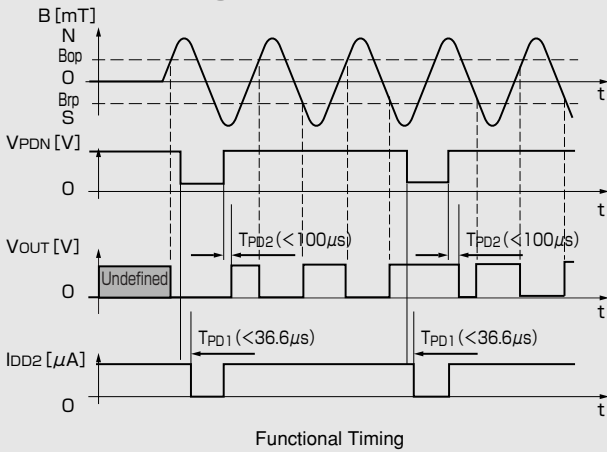 B [mT]
N
Bop
0
Brp
S
t
VPDN [V]
0
t
VOUT [V]
TPD2 (<100μs)
TPD2 (<100μs)
Undefined
0
t
TPD1 (<36.6μs)
TPD1 (<36.6μs)
IDD2 [μA]
0
t
Functional Timing